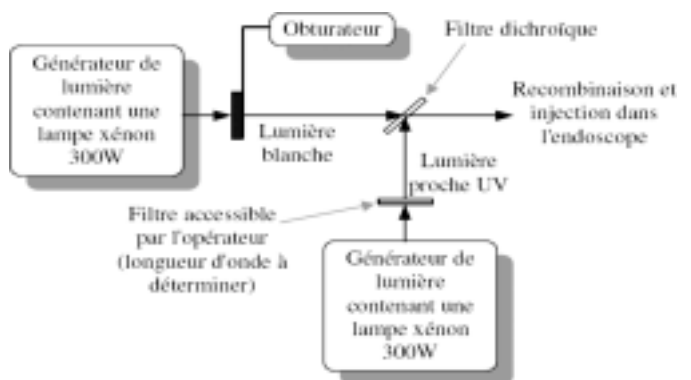 Obturateur
Filtre dichroïque
Générateur de
lumière
contenant une
lampe xénon
300W
Lumière
blanche
Recombinaison et
injection dans
l'endoscope
Lumière
proche UV
Filtre accessible
par l'opérateur
(longueur d'onde à
déterminer)
Générateur de
lumière
contenant une
lampe xénon
300W